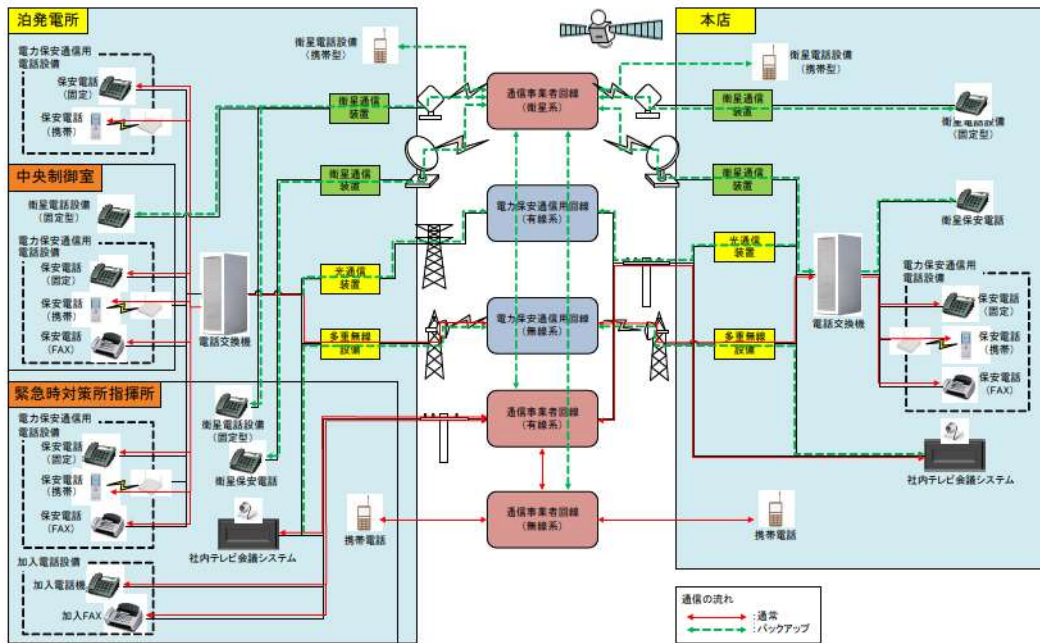 泊発電所
電力保安通信用
電話設備
保安電話
(固定)
保安電話
(携帯)
中央制御室
衛星電話設備
(固定型)
電力保安通信用
電話設備
保安電話
(固定)
保安電話
(携帯)
保安電話
(FAX)
電話交換機
緊急時対策所指揮所
電力保安通信用
電話設備
保安電話
(固定)
保安電話
(携帯)
保安電話
(FAX)
加入電話設備
加入電話機
加入FAX
衛星電話設備
(固定型)
衛星保安電話
社内テレビ会議システム
衛星電話設備
(携帯型)
衛星通信
装置
衛星通信
装置
光通信
装置
多重無線
設備
携帯電話
通信事業者回線
(衛星系)
電力保安通信用回線
(有線系)
電力保安通信用回線
(無線系)
通信事業者回線
(有線系)
通信事業者回線
(無線系)
本店
衛星電話設備
(携帯型)
衛星通信
装置
衛星電話設備
(固定型)
衛星通信
装置
衛星保安電話
光通信
装置
電話交換機
電力保安通信用
電話設備
保安電話
(固定)
保安電話
(携帯)
保安電話
(FAX)
多重無線
設備
社内テレビ会議システム
携帯電話
通信の流れ
:通常
:バックアップ